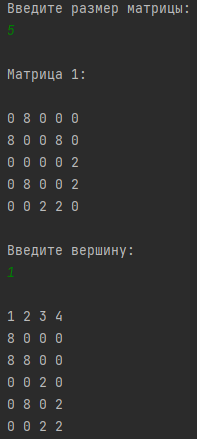 Введите размер матрицы:
5
Матрица 1:
0 8 0 0 0
8 0 0 8 0
0 0 0 0 2
0 8 0 0 2
0 0 2 2 0
Введите вершину:
1
1 2 3 4
8 0 0 0
8 8 0 0
0 0 2 0
0 8 0 2
0 0 2 2